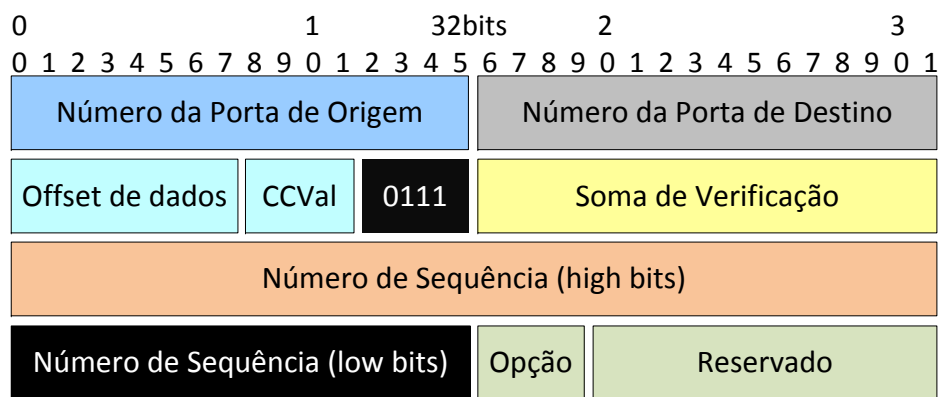 0 1 32bits 2 3
0 1 2 3 4 5 6 7 8 9 0 1 2 3 4 5 6 7 8 9 0 1 2 3 4 5 6 7 8 9 0 1
Número da Porta de Origem Número da Porta de Destino
Offset de dados CCVal 0111 Soma de Verificação
Número de Sequência (high bits)
Número de Sequência (low bits) Opção Reservado